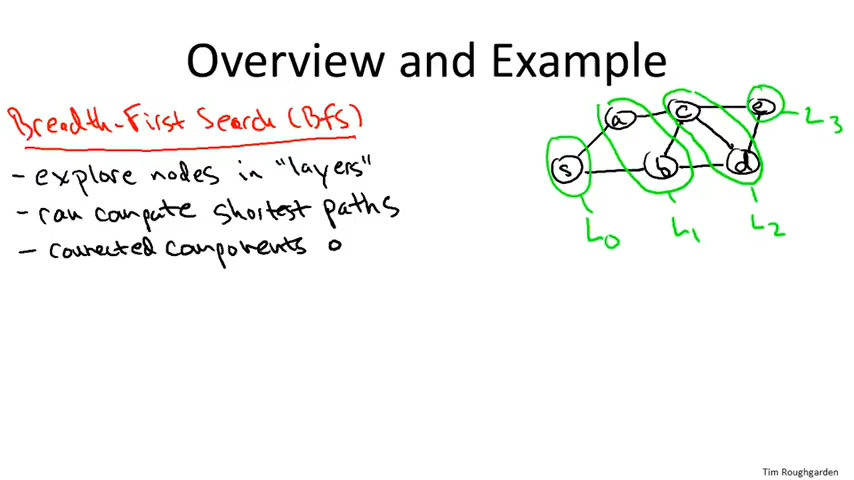 Overview and Example
Breadth-First Search (BFS)
- explore nodes in "layers"
- can compute shortest paths
- connected components o
s
a
b
c
d
e
L0
L1
L2
L3
Tim Roughgarden